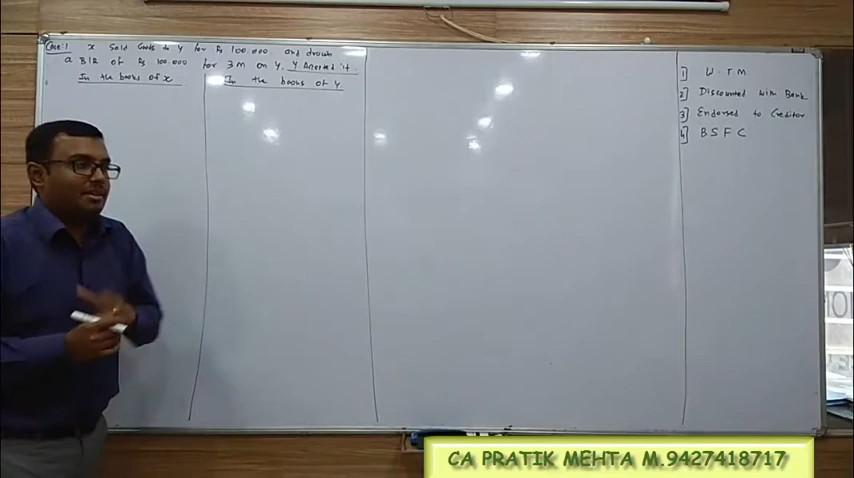 Case:1 X Sold Goods to Y for Rs 100.000 and drawn
a B/R of Rs 100.000 for 3 M on Y. Y Accepted it.
In the books of X
In the books of Y
1] U.T.M
2] Discounted with Bank
3] Endorsed to Creditor
4] B S F C
CA PRATIK MEHTA M.9427418717